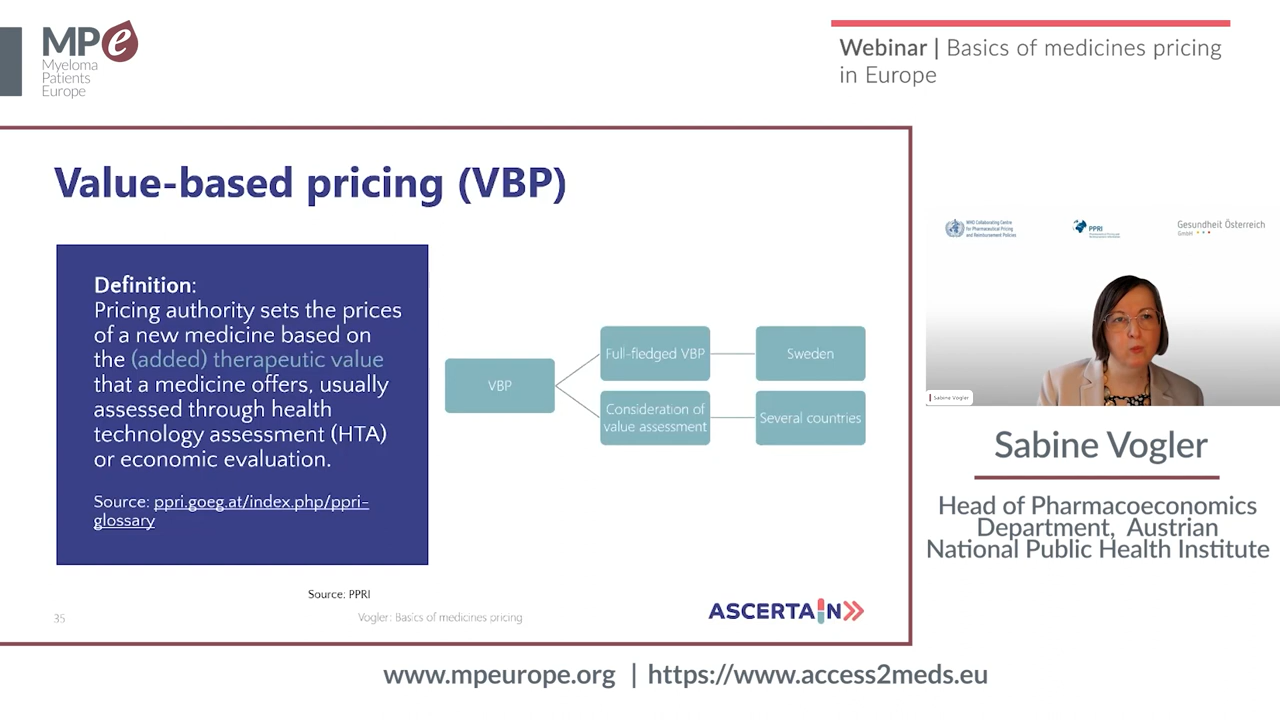 MPe
Myeloma
Patients
Europe
Webinar | Basics of medicines pricing
in Europe
Value-based pricing (VBP)
Definition:
Pricing authority sets the prices
of a new medicine based on
the (added) therapeutic value
that a medicine offers, usually
assessed through health
technology assessment (HTA)
or economic evaluation.
Source: ppri.goeg.at/index.php/ppri-
glossary
VBP
Full-fledged VBP
Sweden
Consideration of
value assessment
Several countries
Source: PPRI
35
Vogler: Basics of medicines pricing
ASCERTAIN
WHO Collaborating Centre
for Pharmaceutical Pricing
and Reimbursement Policies
PPRI
Gesundheit Österreich
GmbH
Sabine Vogler
Sabine Vogler
Head of Pharmacoeconomics
Department, Austrian
National Public Health Institute
www.mpeurope.org | https://www.access2meds.eu